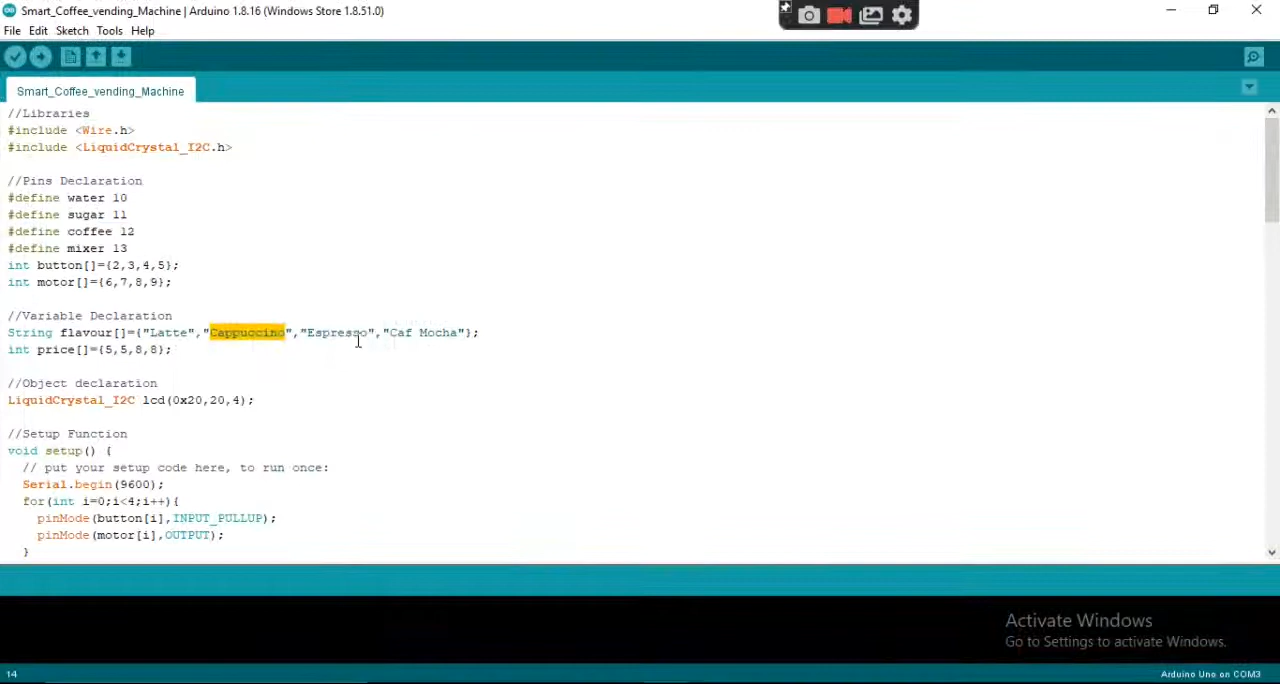 Smart_Coffee_vending_Machine | Arduino 1.8.16 (Windows Store 1.8.51.0)
File Edit Sketch Tools Help
Smart_Coffee_vending_Machine
//Libraries
#include <Wire.h>
#include <LiquidCrystal_I2C.h>
//Pins Declaration
#define water 10
#define sugar 11
#define coffee 12
#define mixer 13
int button[]={2,3,4,5};
int motor[]={6,7,8,9};
//Variable Declaration
String flavour[]={"Latte","Cappuccino","Espresso","Caf Mocha"};
int price[]={5,5,8,8};
//Object declaration
LiquidCrystal_I2C lcd(0x20,20,4);
//Setup Function
void setup() {
// put your setup code here, to run once:
Serial.begin(9600);
for(int i=0;i<4;i++){
pinMode(button[i],INPUT_PULLUP);
pinMode(motor[i],OUTPUT);
}
Activate Windows
Go to Settings to activate Windows.
14 Arduino Uno on COM3